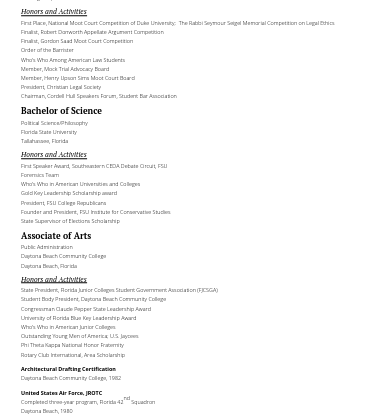 Honors and Activities
First Place, National Moot Court Competition of Duke University; The Rabbi Seymour Siegel Memorial Competition on Legal Ethics
Finalist, Robert Donworth Appellate Argument Competition
Finalist, Gordon Saad Moot Court Competition
Order of the Barrister
Who's Who Among American Law Students
Member, Mock Trial Advocacy Board
Member, Henry Upson Sims Moot Court Board
President, Christian Legal Society
Chairman, Cordell Hull Speakers Forum, Student Bar Association
Bachelor of Science
Political Science/Philosophy
Florida State University
Tallahassee, Florida
Honors and Activities
First Speaker Award, Southeastern CEDA Debate Circuit, FSU
Forensics Team
Who's Who in American Universities and Colleges
Gold Key Leadership Scholarship award
President, FSU College Republicans
Founder and President, FSU Institute for Conservative Studies
State Supervisor of Elections Scholarship
Associate of Arts
Public Administration
Daytona Beach Community College
Daytona Beach, Florida
Honors and Activities
State President, Florida Junior Colleges Student Government Association (FJCSGA)
Student Body President, Daytona Beach Community College
Congressman Claude Pepper State Leadership Award
University of Florida Blue Key Leadership Award
Who's Who in American Junior Colleges
Outstanding Young Men of America; U.S. Jaycees
Phi Theta Kappa National Honor Fraternity
Rotary Club International, Area Scholarship
Architectural Drafting Certification
Daytona Beach Community College, 1982
United States Air Force, JROTC
Completed three-year program, Florida 42nd Squadron
Daytona Beach, 1980